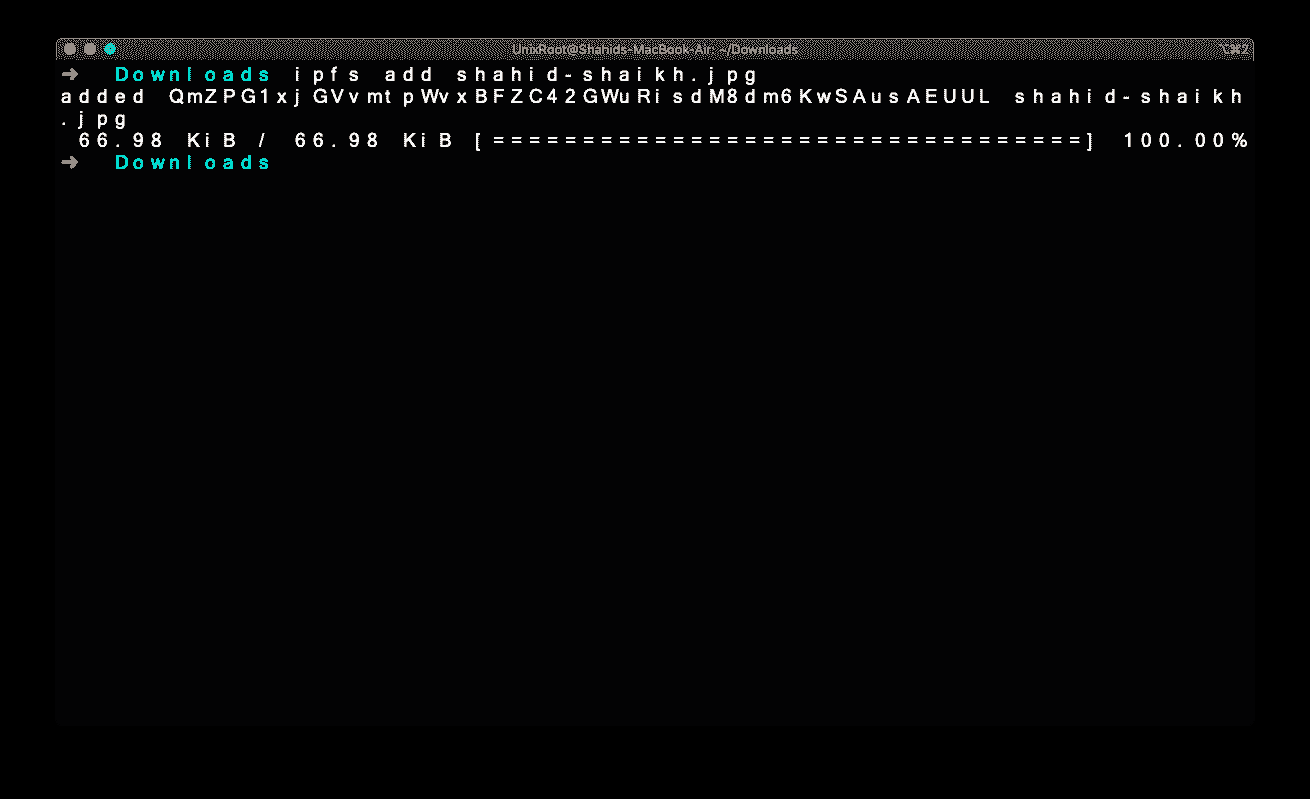 UnixRoot@Shahids-MacBook-Air: ~/Downloads ⌥⌘2
➜ Downloads ipfs add shahid-shaikh.jpg
added QmZPG1xjGVvmtpWvxBFZC42GWuRisdM8dm6KwSAusAEUUL shahid-shaikh
.jpg
66.98 KiB / 66.98 KiB [=================================] 100.00%
➜ Downloads